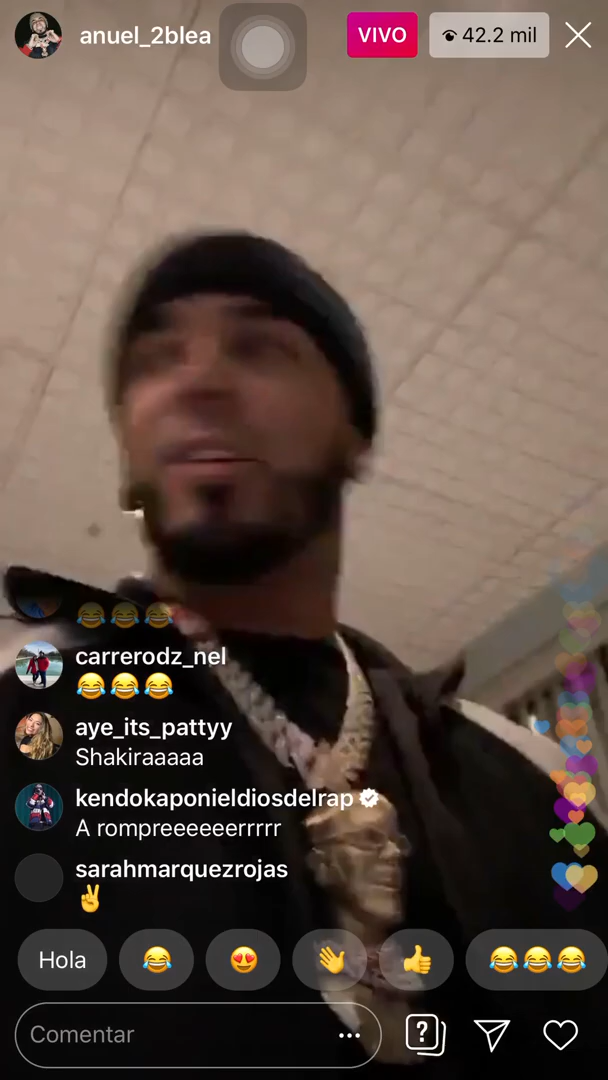 anuel_2blea
VIVO
42.2 mil
😂😂😂
carrerodz_nel
😂😂😂
aye_its_pattyy
Shakiraaaaa
kendokaponieldiosdelrap
A rompreeeeeerrrrr
sarahmarquezrojas
✌️
Hola 😂 😍 👋 👍 😂😂😂
Comentar